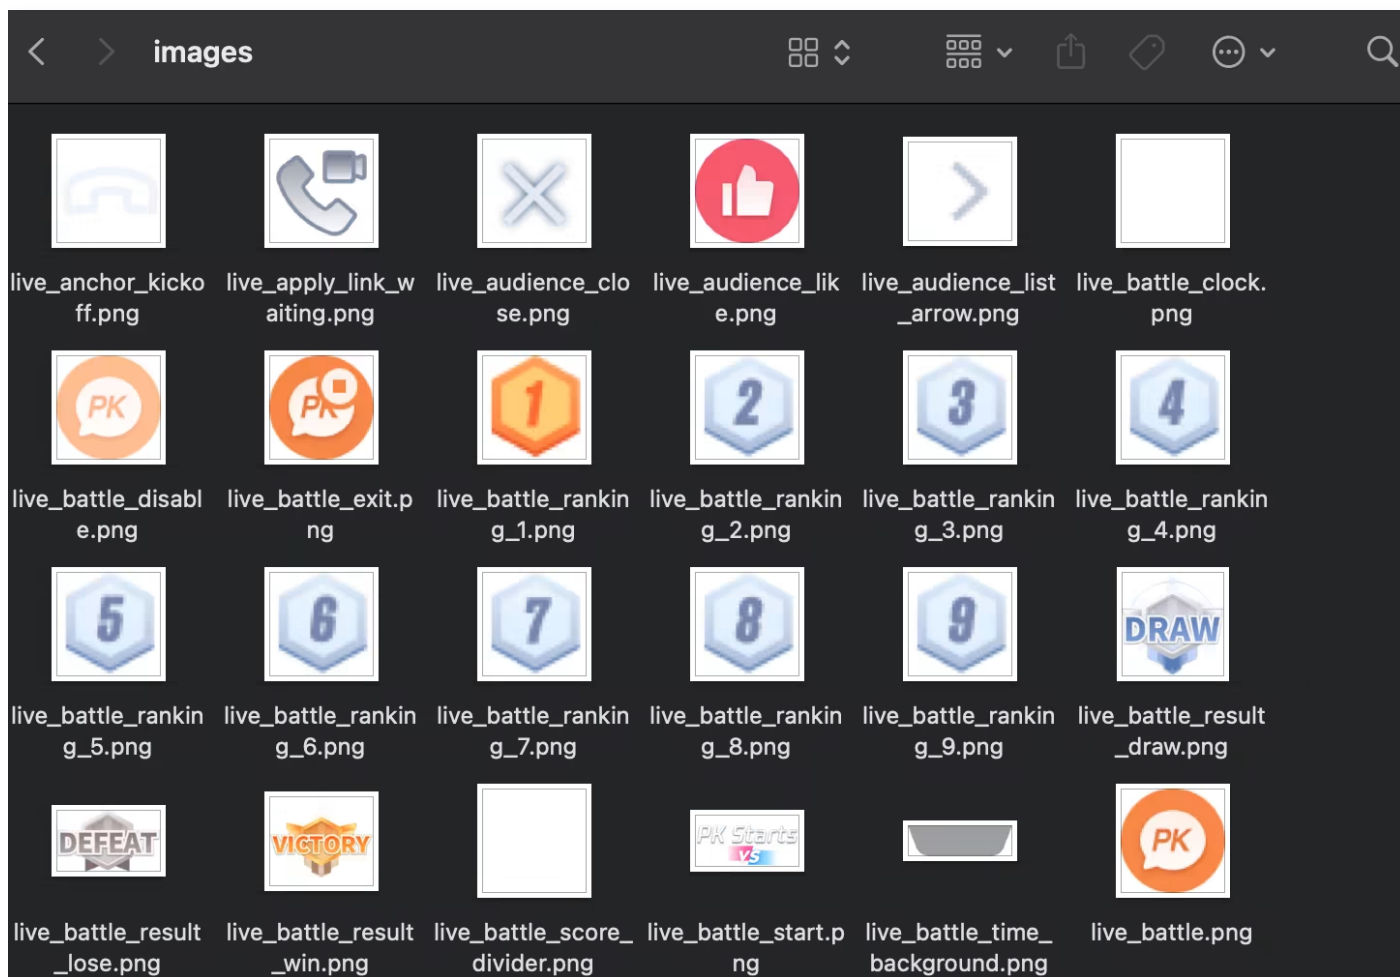 images
live_anchor_kicko
ff.png
live_apply_link_w
aiting.png
live_audience_clo
se.png
live_audience_lik
e.png
live_audience_list
_arrow.png
live_battle_clock.
png
PK
PK
1
2
3
4
live_battle_disabl
e.png
live_battle_exit.p
ng
live_battle_rankin
g_1.png
live_battle_rankin
g_2.png
live_battle_rankin
g_3.png
live_battle_rankin
g_4.png
5
6
7
8
9
DRAW
live_battle_rankin
g_5.png
live_battle_rankin
g_6.png
live_battle_rankin
g_7.png
live_battle_rankin
g_8.png
live_battle_rankin
g_9.png
live_battle_result
_draw.png
DEFEAT
VICTORY
PK Starts
VS
PK
live_battle_result
_lose.png
live_battle_result
_win.png
live_battle_score_
divider.png
live_battle_start.p
ng
live_battle_time_
background.png
live_battle.png